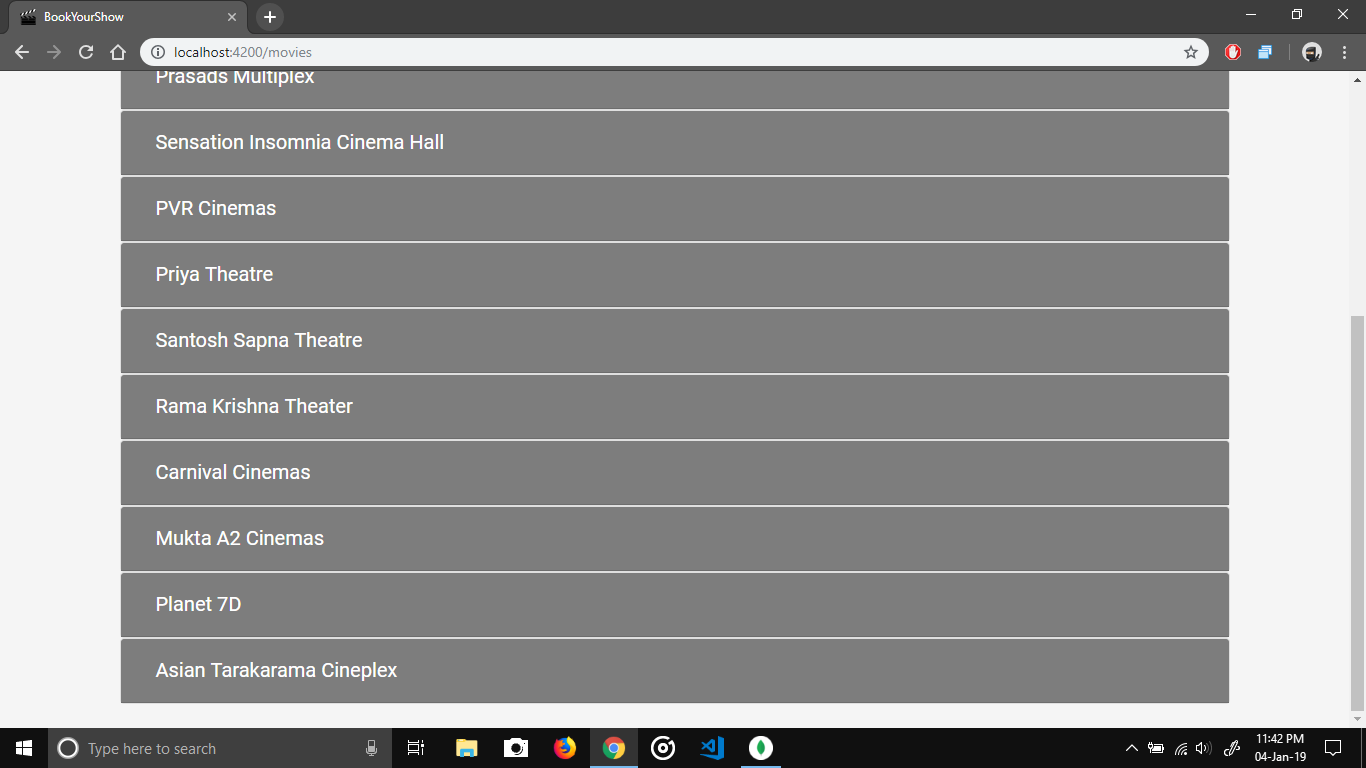 BookYourShow
localhost:4200/movies
Prasads Multiplex
Sensation Insomnia Cinema Hall
PVR Cinemas
Priya Theatre
Santosh Sapna Theatre
Rama Krishna Theater
Carnival Cinemas
Mukta A2 Cinemas
Planet 7D
Asian Tarakarama Cineplex
Type here to search
11:42 PM
04-Jan-19